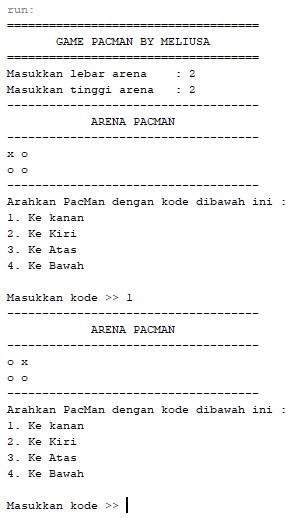 run:
====================================
GAME PACMAN BY MELIUSA
====================================
Masukkan lebar arena : 2
Masukkan tinggi arena : 2
------------------------------------
ARENA PACMAN
------------------------------------
x o
o o
------------------------------------
Arahkan PacMan dengan kode dibawah ini :
1. Ke kanan
2. Ke Kiri
3. Ke Atas
4. Ke Bawah
Masukkan kode >> 1
------------------------------------
ARENA PACMAN
------------------------------------
o x
o o
------------------------------------
Arahkan PacMan dengan kode dibawah ini :
1. Ke kanan
2. Ke Kiri
3. Ke Atas
4. Ke Bawah
Masukkan kode >>